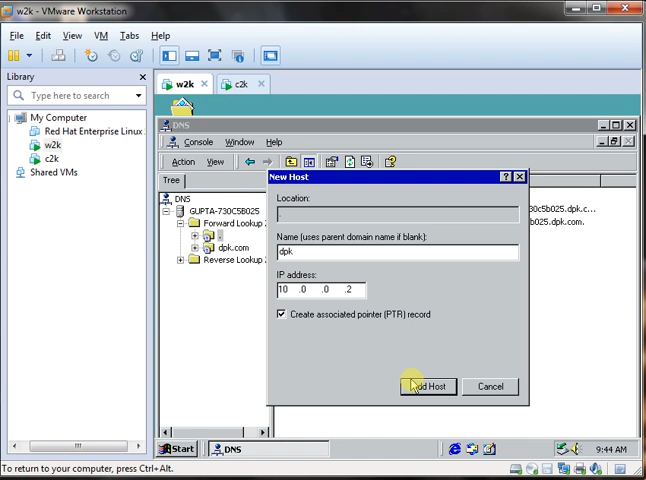 w2k - VMware Workstation
File Edit View VM Tabs Help
Library
Type here to search
My Computer
Red Hat Enterprise Linux
w2k
c2k
Shared VMs
w2k
c2k
DNS
Console Window Help
Action View
Tree
DNS
GUPTA-730C5B025
Forward Lookup
.
dpk.com
Reverse Lookup
30c5b025.dpk.c...
b025.dpk.com.
New Host
Location:
.
Name (uses parent domain name if blank):
dpk
IP address:
10 .0 .0 .2
Create associated pointer (PTR) record
dd Host
Cancel
Start
DNS
9:44 AM
To return to your computer, press Ctrl+Alt.